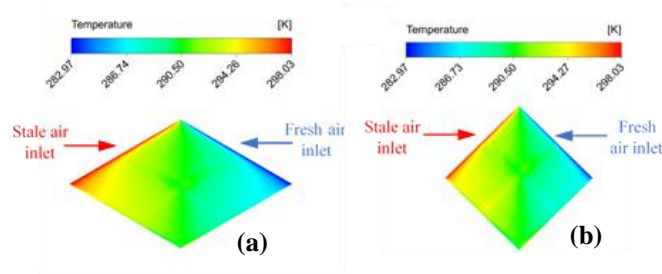 Temperature [K]
282.97 286.74 290.50 294.26 298.03
Stale air
inlet
Fresh air
inlet
(a)
Temperature [K]
282.97 286.73 290.50 294.27 298.03
Stale air
inlet
Fresh
air inlet
(b)